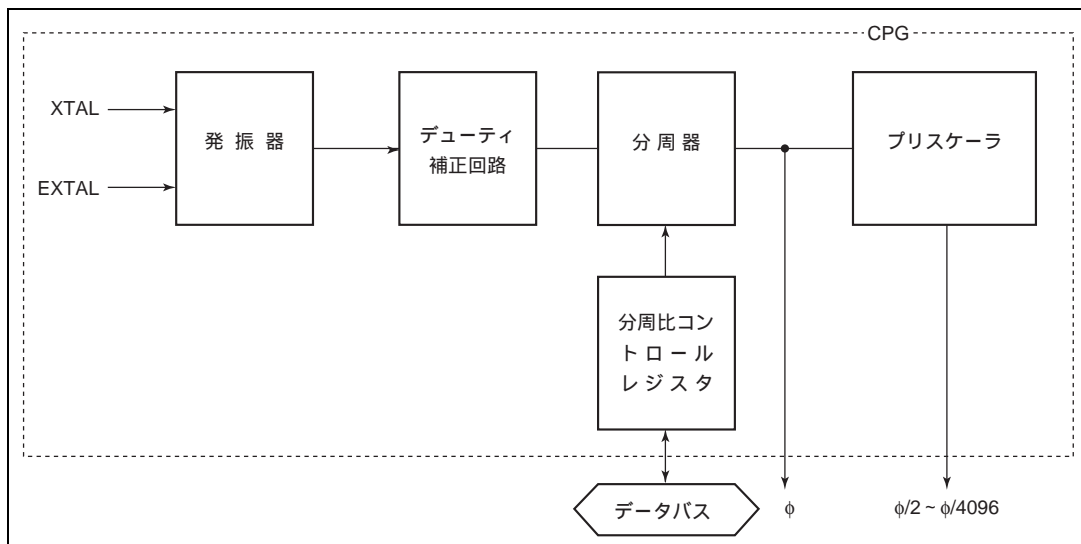 CPG
XTAL
EXTAL
発振器
デューティ
補正回路
分周器
プリスケーラ
分周比コン
トロール
レジスタ
データバス
φ
φ/2 ~ φ/4096